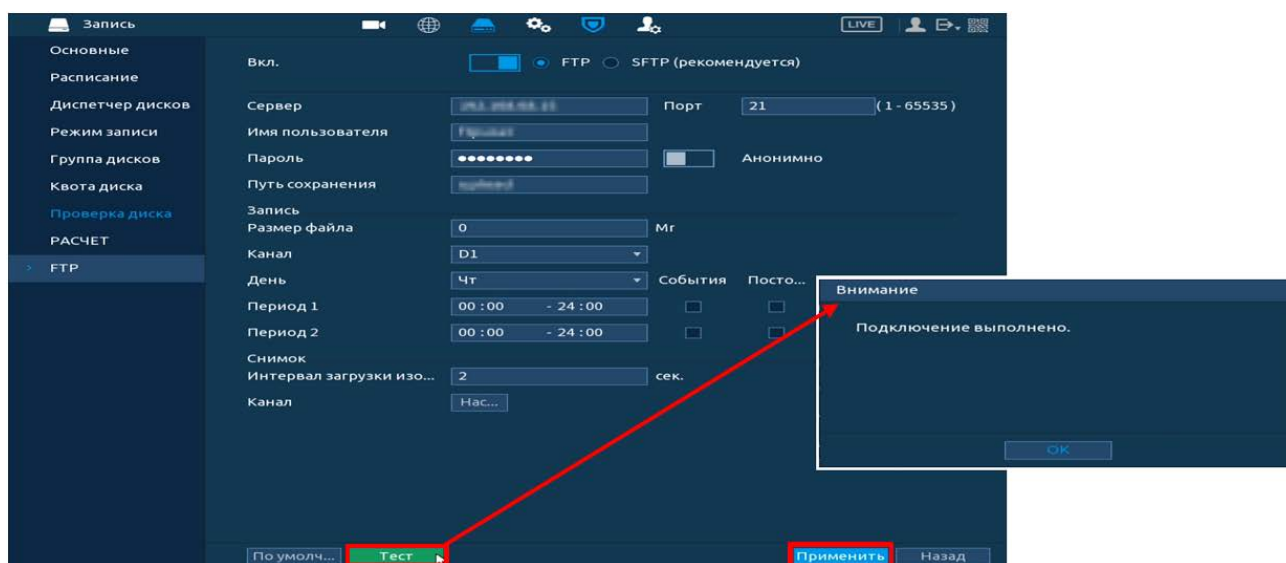 Запись LIVE
Основные
Расписание
Диспетчер дисков
Режим записи
Группа дисков
Квота диска
Проверка диска
РАСЧЕТ
FTP
Вкл. FTP SFTP (рекомендуется)
Сервер Порт 21 (1-65535)
Имя пользователя
Пароль •••••••• Анонимно
Путь сохранения
Запись
Размер файла 0 Мг
Канал D1
День Чт События Посто...
Период 1 00:00 - 24:00
Период 2 00:00 - 24:00
Снимок
Интервал загрузки изо... 2 сек.
Канал Нас...
По умолч... Тест Применить Назад
Внимание
Подключение выполнено.
OK